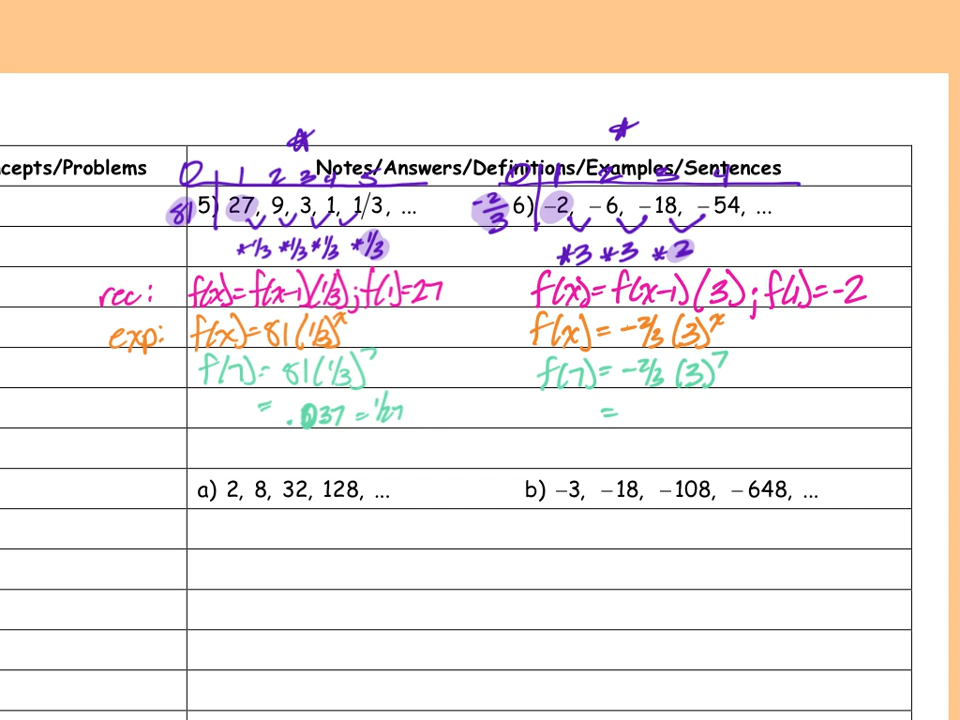 * *
cepts/Problems Notes/Answers/Definitions/Examples/Sentences
0 1 2 3 4 5 0 1 2 3 4
81 5) 27, 9, 3, 1, 1/3, ... -2/3 6) −2, −6, −18, −54, ...
*1/3 *1/3 *1/3 *1/3 *3 *3 *2
rec: f(x)=f(x-1)(1/3); f(1)=27 f(x)=f(x-1)(3); f(1)=-2
exp: f(x)=81(1/3)^x f(x)=-2/3(3)^x
f(7)=81(1/3)^7 f(7)=-2/3(3)^7
= .037 = 1/27 =
a) 2, 8, 32, 128, ... b) −3, −18, −108, −648, ...